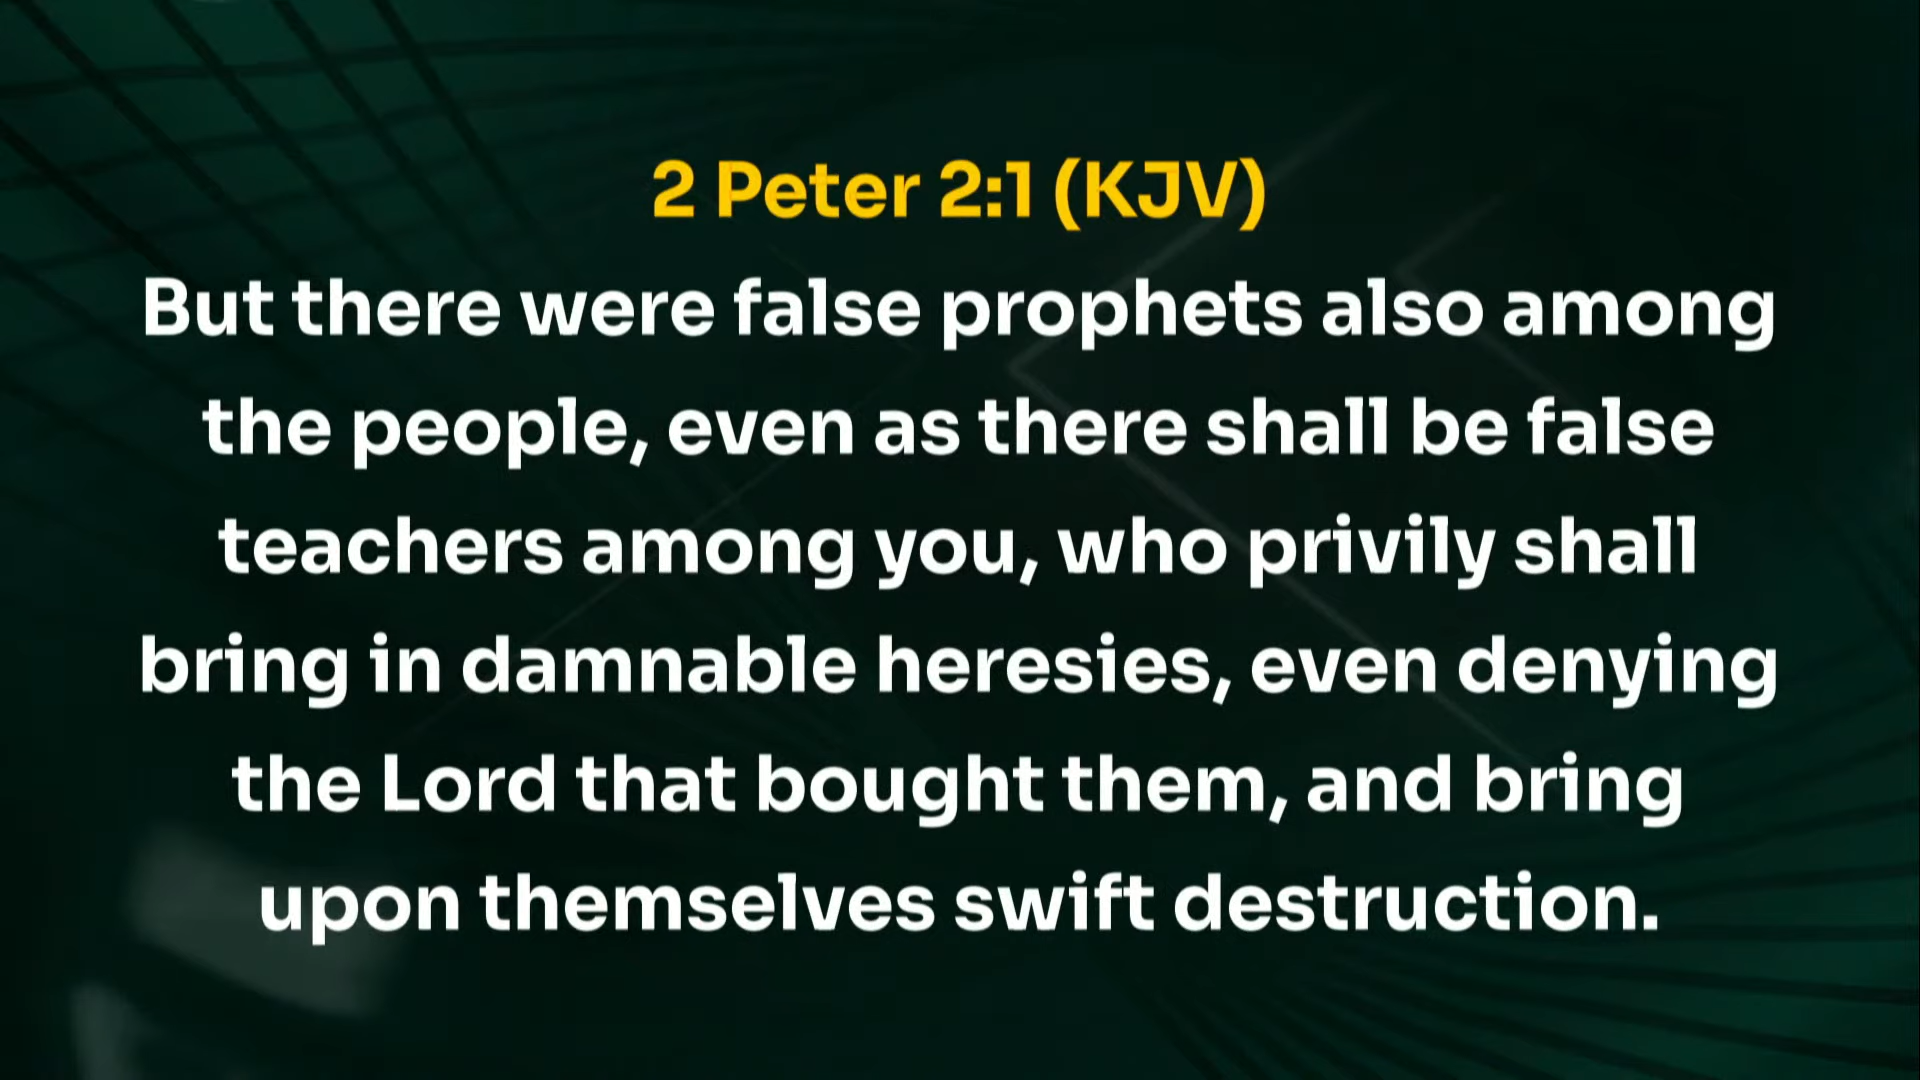 2 Peter 2:1 (KJV)
But there were false prophets also among
the people, even as there shall be false
teachers among you, who privily shall
bring in damnable heresies, even denying
the Lord that bought them, and bring
upon themselves swift destruction.